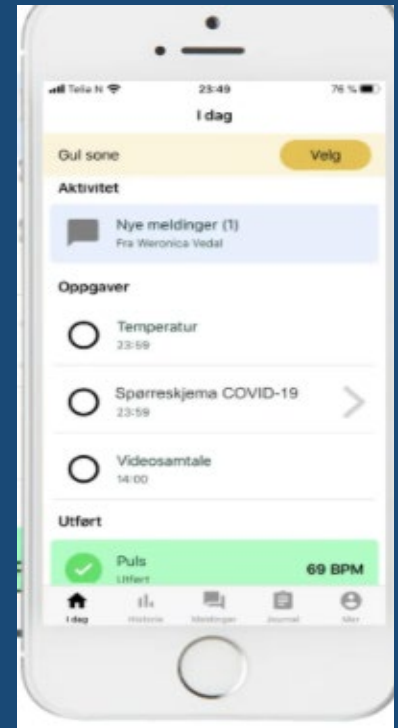 Telia N 23:49 76 %
I dag
Gul sone Velg
Aktivitet
Nye meldinger (1)
Fra Weronica Vedal
Oppgaver
Temperatur
23:59
Spørreskjema COVID-19
23:59
Videosamtale
14:00
Utført
Puls 69 BPM
Utført
I dag Historie Meldinger Journal Mer